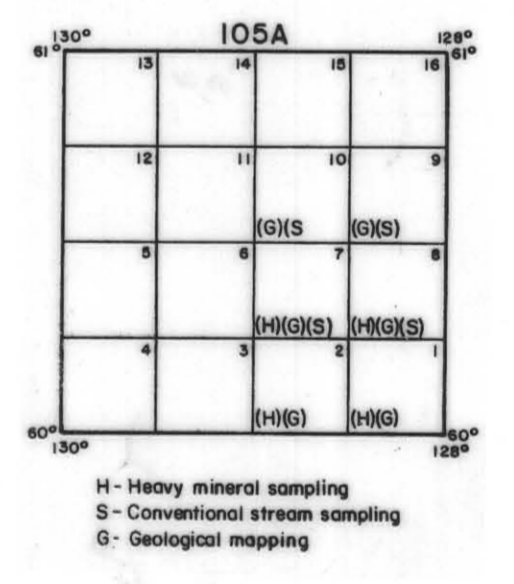 105A
130° 128°
61° 61°
13 14 15 16
12 11 10 9
(G)(S (G)(S)
5 6 7 8
(H)(G)(S) (H)(G)(S)
4 3 2 1
(H)(G) (H)(G)
60° 60°
130° 128°
H - Heavy mineral sampling
S - Conventional stream sampling
G - Geological mapping